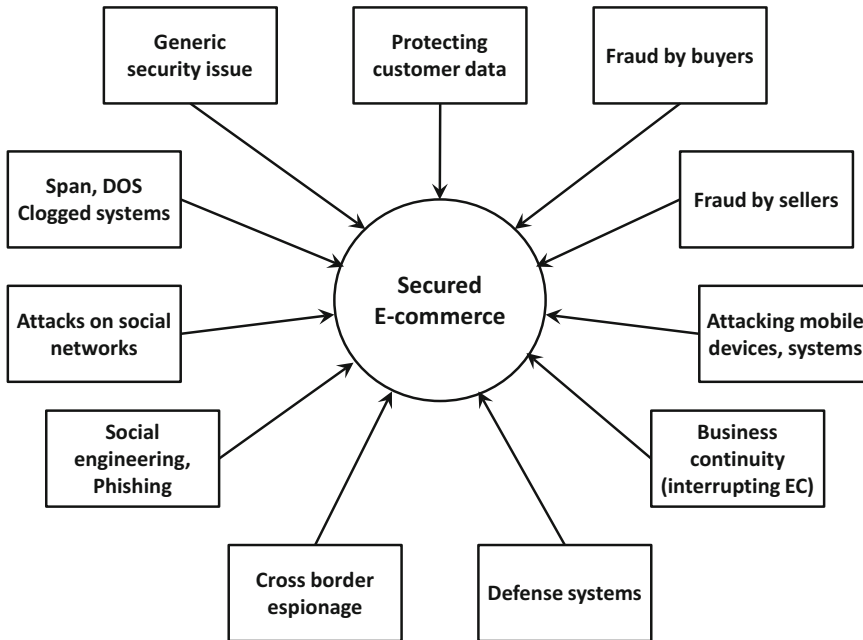 Generic
security issue
Protecting
customer data
Fraud by buyers
Span, DOS
Clogged systems
Fraud by sellers
Secured
E-commerce
Attacks on social
networks
Attacking mobile
devices, systems
Social
engineering,
Phishing
Business
continuity
(interrupting EC)
Cross border
espionage
Defense systems